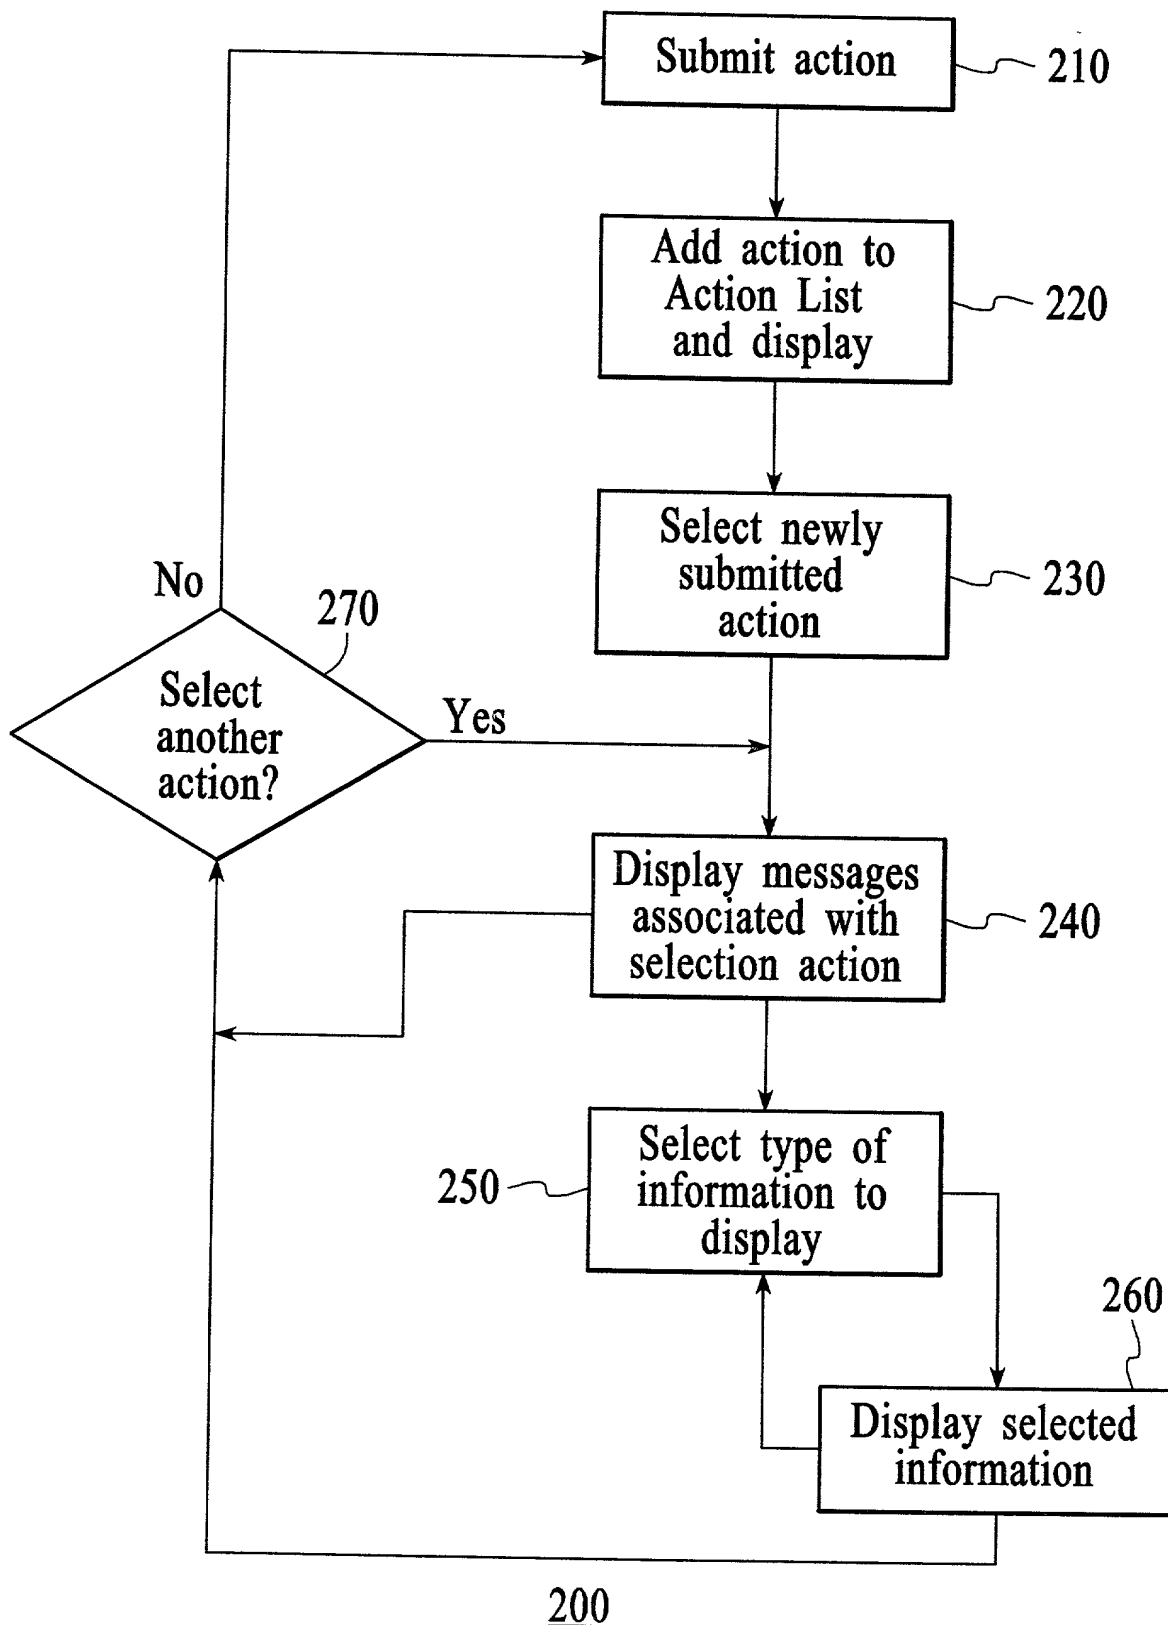 Submit action
210
Add action to
Action List
and display
220
Select newly
submitted
action
230
No
270
Select
another
action?
Yes
Display messages
associated with
selection action
240
Select type of
information to
display
250
260
Display selected
information
200